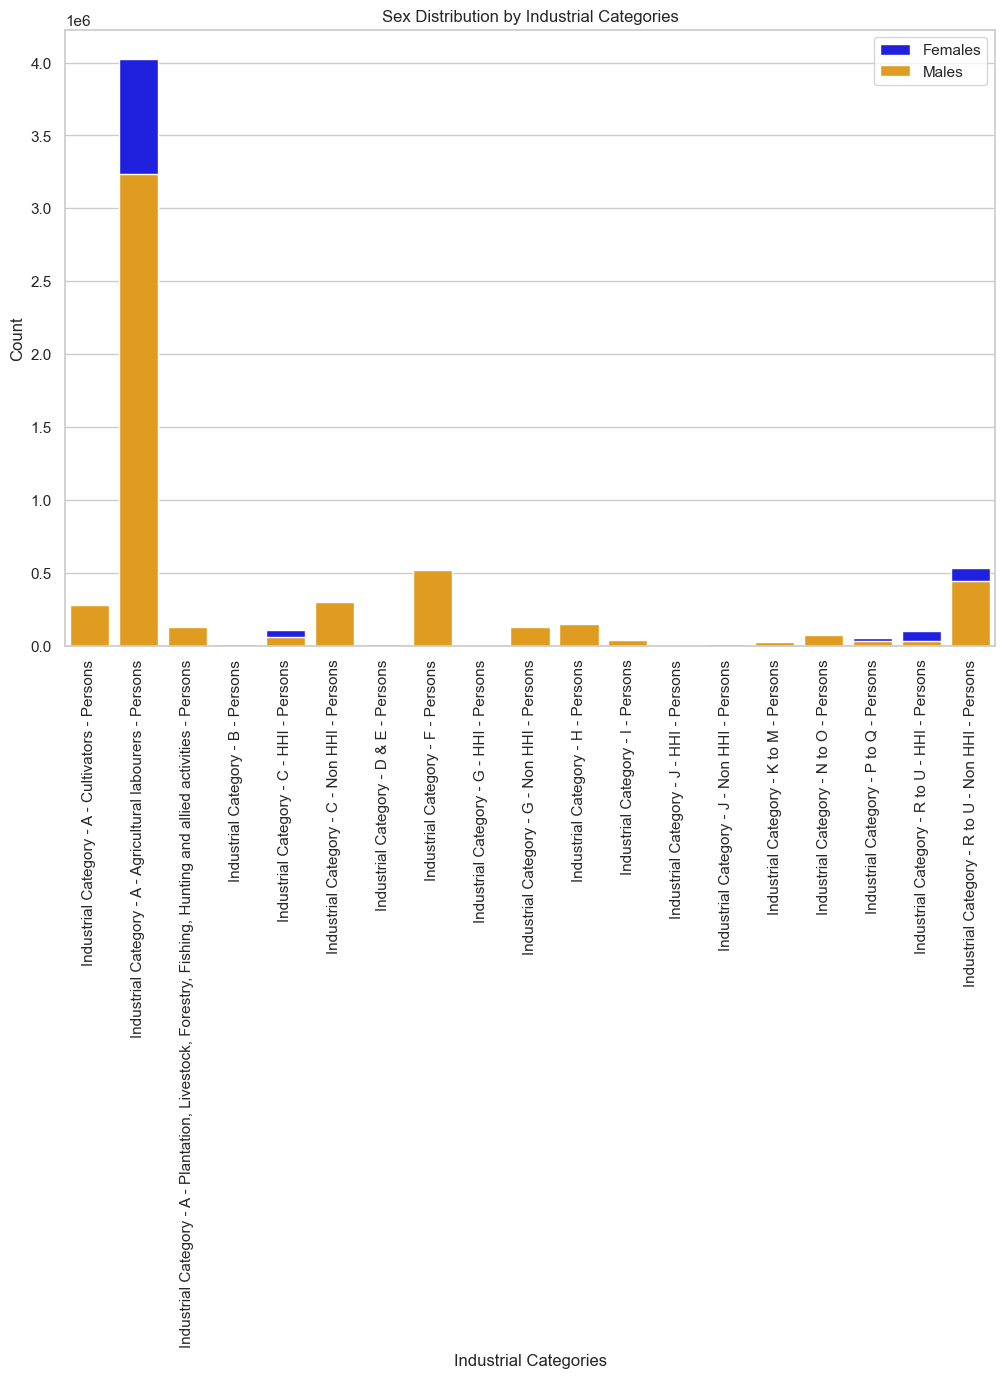 Sex Distribution by Industrial Categories
1e6
Females
Males
4.0
3.5
3.0
2.5
2.0
1.5
1.0
0.5
0.0
Count
Industrial Category - A - Cultivators - Persons
Industrial Category - A - Agricultural labourers - Persons
Industrial Category - A - Plantation, Livestock, Forestry, Fishing, Hunting and allied activities - Persons
Industrial Category - B - Persons
Industrial Category - C - HHI - Persons
Industrial Category - C - Non HHI - Persons
Industrial Category - D & E - Persons
Industrial Category - F - Persons
Industrial Category - G - HHI - Persons
Industrial Category - G - Non HHI - Persons
Industrial Category - H - Persons
Industrial Category - I - Persons
Industrial Category - J - HHI - Persons
Industrial Category - J - Non HHI - Persons
Industrial Category - K to M - Persons
Industrial Category - N to O - Persons
Industrial Category - P to Q - Persons
Industrial Category - R to U - HHI - Persons
Industrial Category - R to U - Non HHI - Persons
Industrial Categories